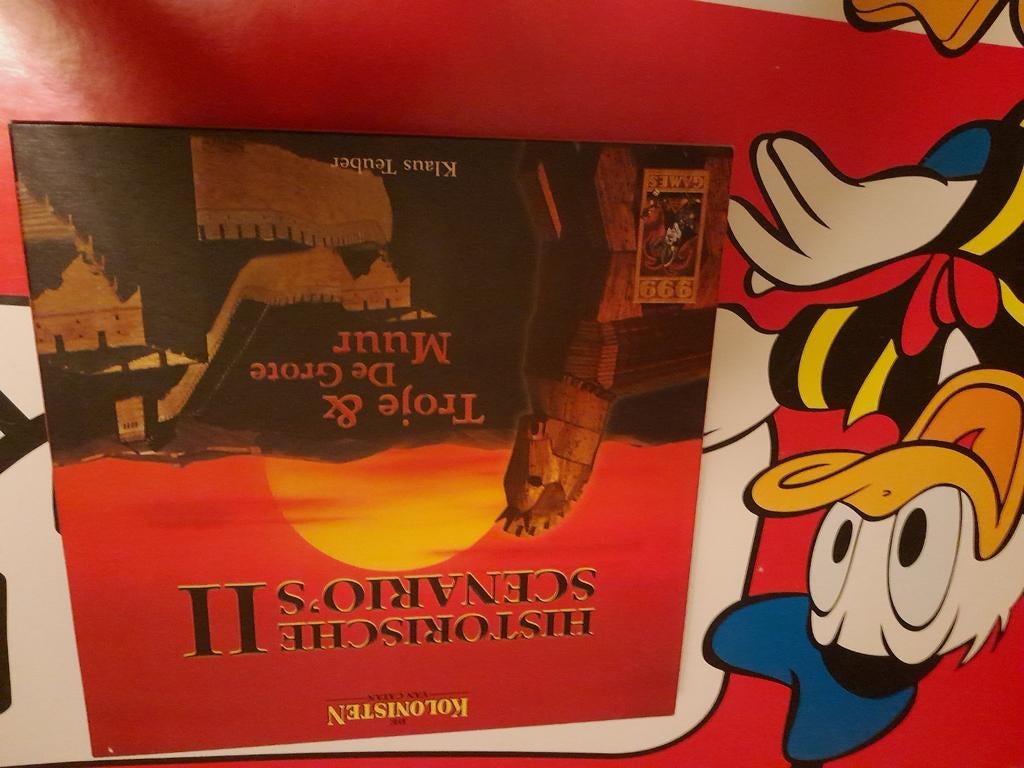 DE
KOLONISTEN
VAN CATAN
HISTORISCHE
SCENARIO'S II
Troje &
De Grote
Muur
999
GAMES
Klaus Teuber